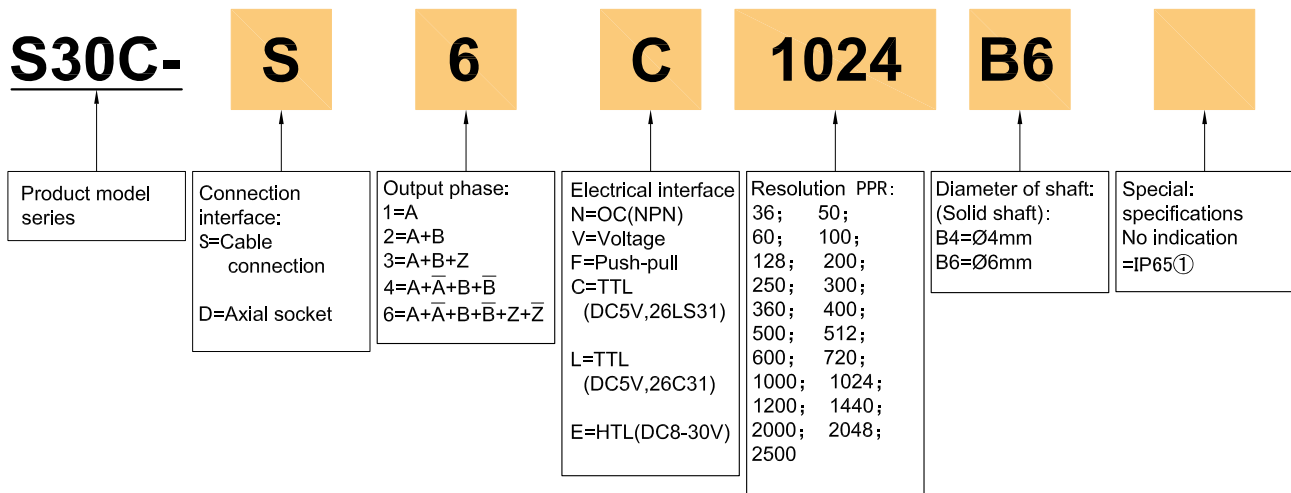 S30C- S 6 C 1024 B6
Product model
series
Connection
interface:
S=Cable
connection
D=Axial socket
Output phase:
1=A
2=A+B
3=A+B+Z
4=A+A̅+B+B̅
6=A+A̅+B+B̅+Z+Z̅
Electrical interface
N=OC(NPN)
V=Voltage
F=Push-pull
C=TTL
(DC5V,26LS31)
L=TTL
(DC5V,26C31)
E=HTL(DC8-30V)
Resolution PPR:
36; 50;
60; 100;
128; 200;
250; 300;
360; 400;
500; 512;
600; 720;
1000; 1024;
1200; 1440;
2000; 2048;
2500
Diameter of shaft:
(Solid shaft):
B4=Ø4mm
B6=Ø6mm
Special:
specifications
No indication
=IP65①